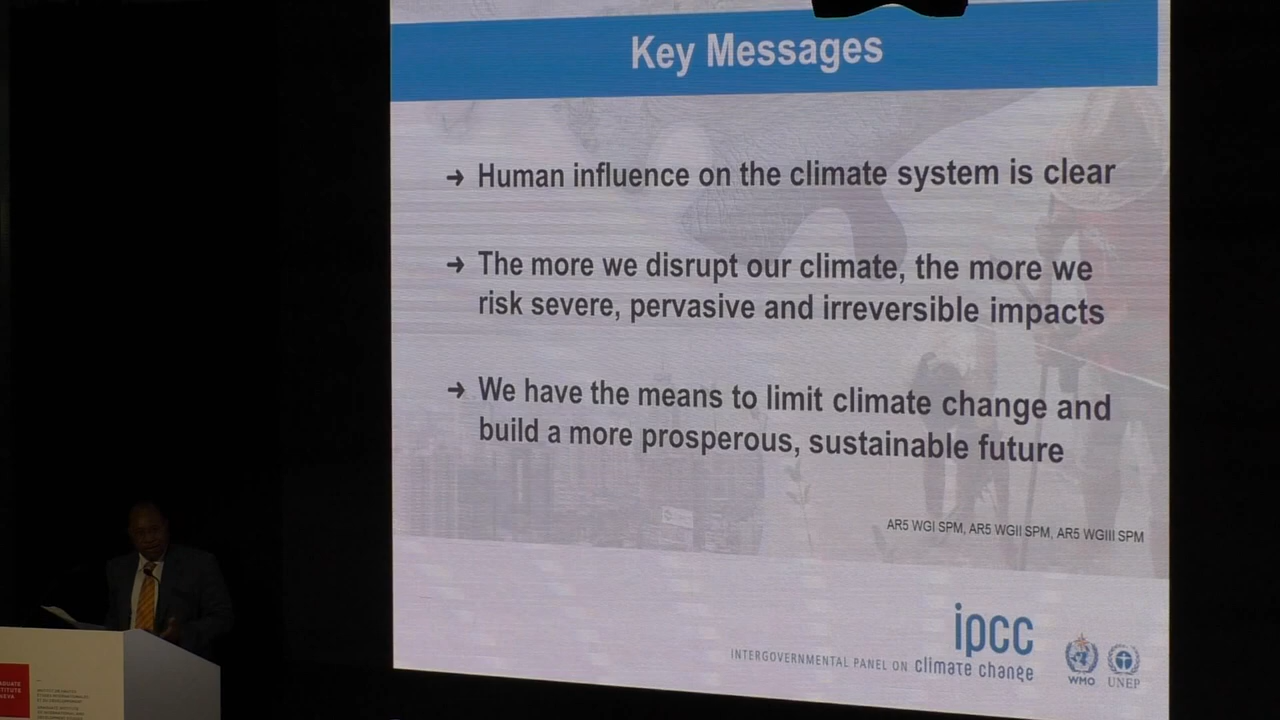 Key Messages
→ Human influence on the climate system is clear
→ The more we disrupt our climate, the more we
risk severe, pervasive and irreversible impacts
→ We have the means to limit climate change and
build a more prosperous, sustainable future
AR5 WGI SPM, AR5 WGII SPM, AR5 WGIII SPM
ipcc
INTERGOVERNMENTAL PANEL ON climate change
WMO
UNEP